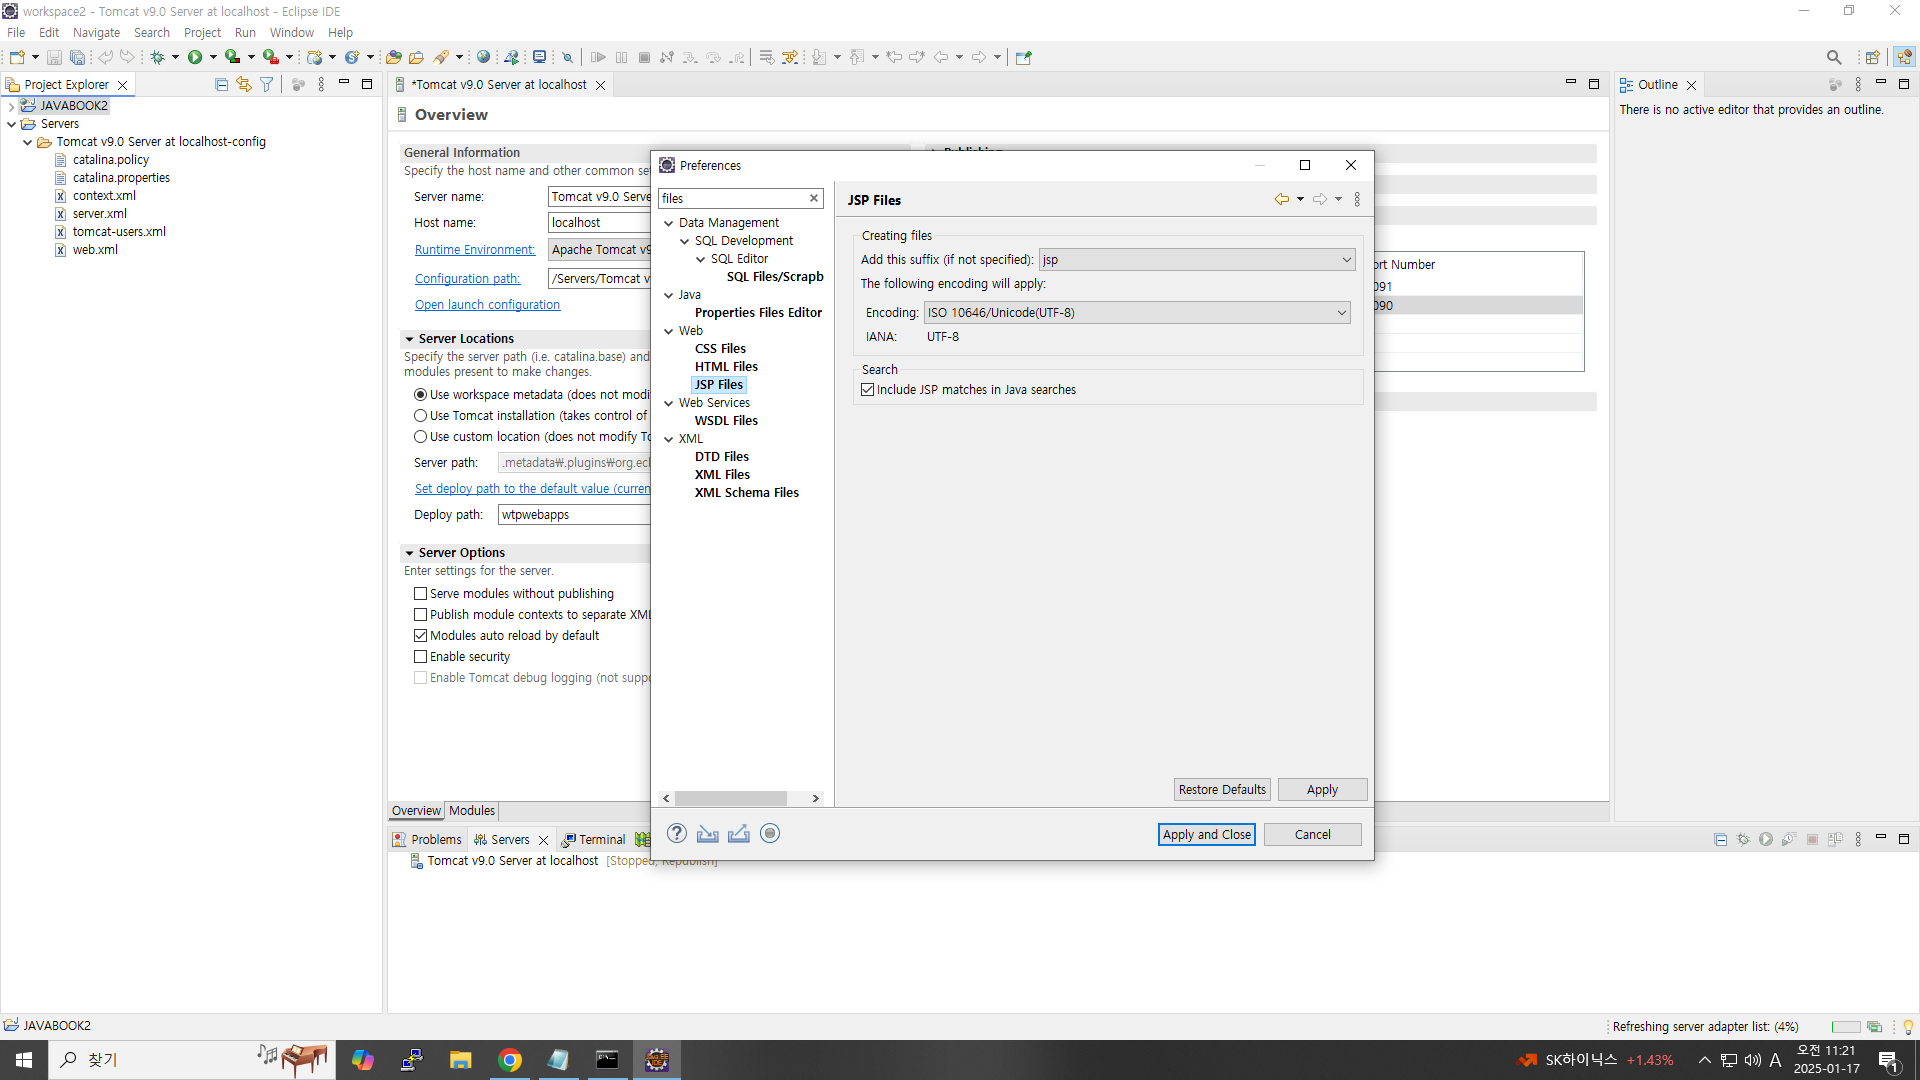 workspace2 - Tomcat v9.0 Server at localhost - Eclipse IDE
File Edit Navigate Search Project Run Window Help
Project Explorer
JAVABOOK2
Servers
Tomcat v9.0 Server at localhost-config
catalina.policy
catalina.properties
context.xml
server.xml
tomcat-users.xml
web.xml
*Tomcat v9.0 Server at localhost
Overview
General Information
Specify the host name and other common se
Server name: Tomcat v9.0 Serve
Host name: localhost
Runtime Environment: Apache Tomcat v9
Configuration path: /Servers/Tomcat v
Open launch configuration
Server Locations
Specify the server path (i.e. catalina.base) and
modules present to make changes.
Use workspace metadata (does not modi
Use Tomcat installation (takes control of
Use custom location (does not modify To
Server path: .metadata₩.plugins₩org.ecl
Set deploy path to the default value (curren
Deploy path: wtpwebapps
Server Options
Enter settings for the server.
Serve modules without publishing
Publish module contexts to separate XML
Modules auto reload by default
Enable security
Enable Tomcat debug logging (not suppo
Overview Modules
Publishing
ort Number
091
090
Preferences
files
Data Management
SQL Development
SQL Editor
SQL Files/Scrapb
Java
Properties Files Editor
Web
CSS Files
HTML Files
JSP Files
Web Services
WSDL Files
XML
DTD Files
XML Files
XML Schema Files
JSP Files
Creating files
Add this suffix (if not specified): jsp
The following encoding will apply:
Encoding: ISO 10646/Unicode(UTF-8)
IANA: UTF-8
Search
Include JSP matches in Java searches
Restore Defaults Apply
Apply and Close Cancel
Outline
There is no active editor that provides an outline.
Problems Servers Terminal
Tomcat v9.0 Server at localhost [Stopped, Republish]
JAVABOOK2
Refreshing server adapter list: (4%)
찾기
SK하이닉스 +1.43%
A
오전 11:21
2025-01-17
1